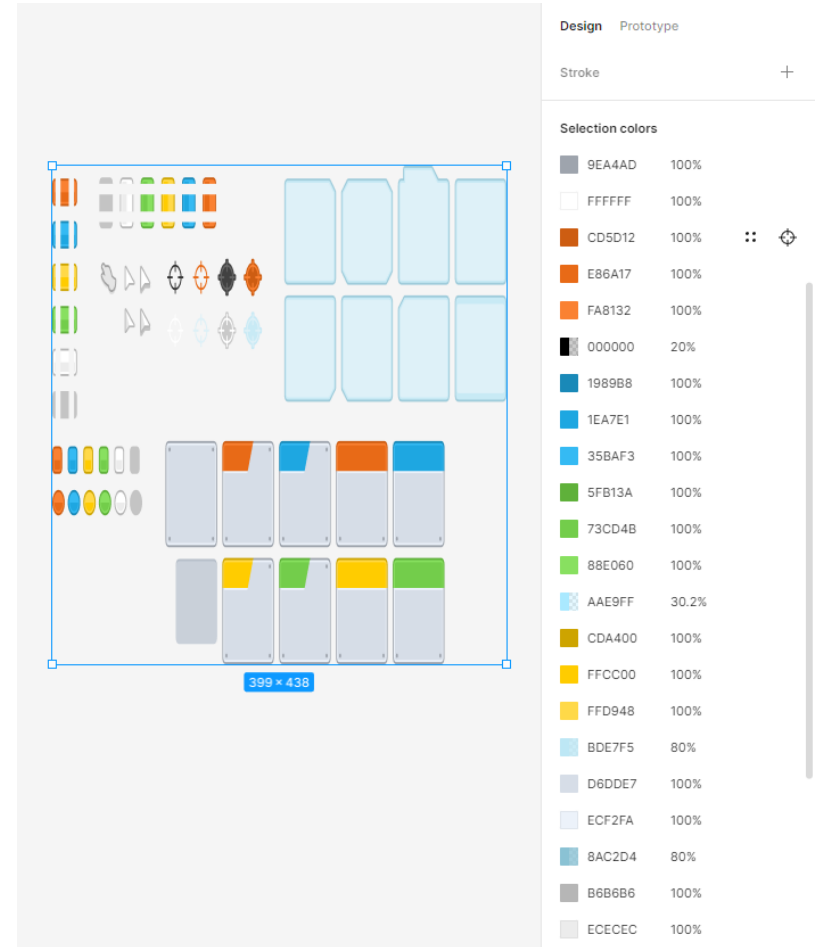 Design Prototype
Stroke
Selection colors
9EA4AD 100%
FFFFFF 100%
CD5D12 100%
E86A17 100%
FA8132 100%
000000 20%
1989B8 100%
1EA7E1 100%
35BAF3 100%
5FB13A 100%
73CD4B 100%
88E060 100%
AAE9FF 30.2%
CDA400 100%
FFCC00 100%
FFD948 100%
BDE7F5 80%
D6DDE7 100%
ECF2FA 100%
8AC2D4 80%
B6B6B6 100%
ECECEC 100%
399 × 438